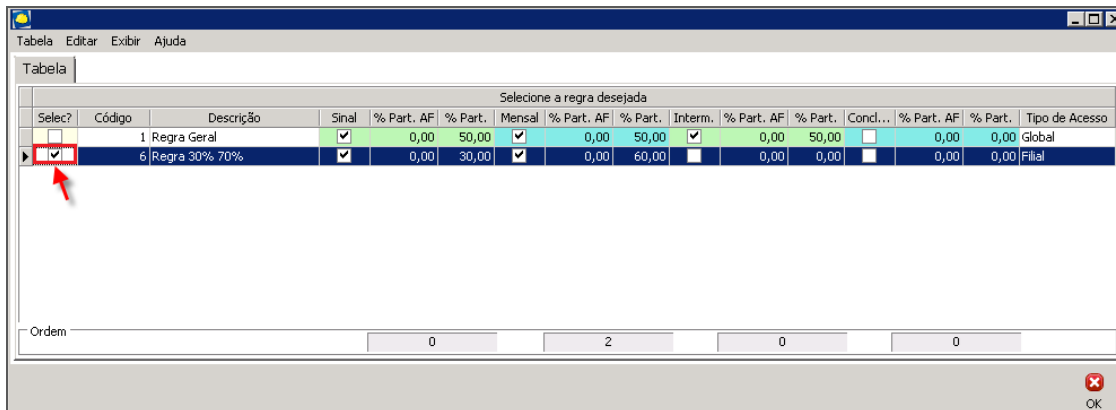 Tabela Editar Exibir Ajuda
Tabela
Selecione a regra desejada
Selec? Código Descrição Sinal % Part. AF % Part. Mensal % Part. AF % Part. Interm. % Part. AF % Part. Concl... % Part. AF % Part. Tipo de Acesso
1 Regra Geral 0,00 50,00 0,00 50,00 0,00 50,00 0,00 0,00 Global
6 Regra 30% 70% 0,00 30,00 0,00 60,00 0,00 0,00 0,00 0,00 Filial
Ordem
0 2 0 0
OK